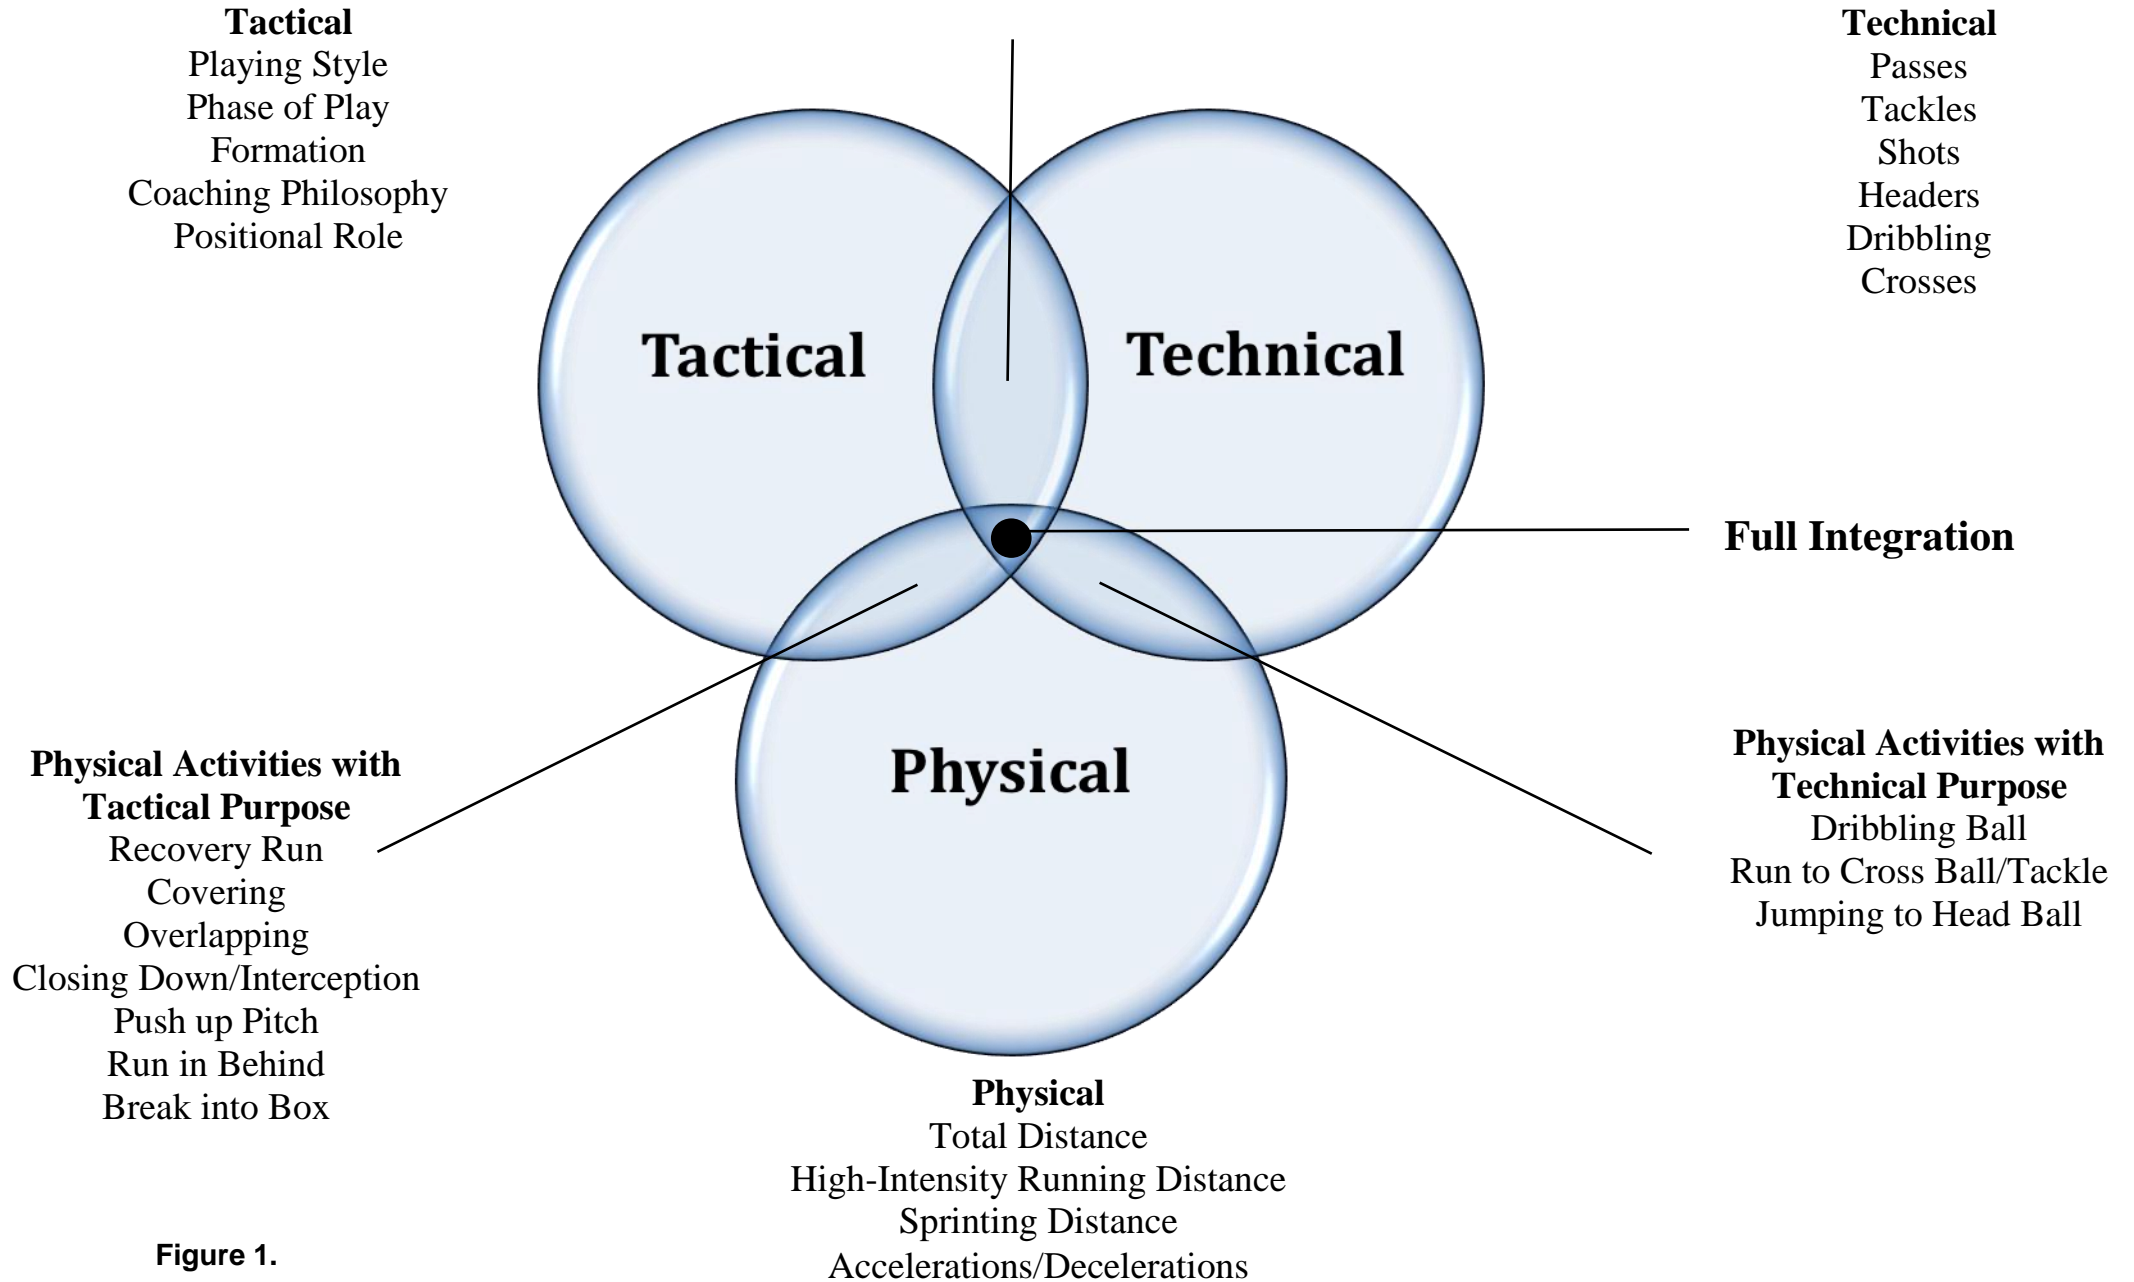 Tactical
Playing Style
Phase of Play
Formation
Coaching Philosophy
Positional Role
Technical
Passes
Tackles
Shots
Headers
Dribbling
Crosses
Tactical
Technical
Full Integration
Physical Activities with
Tactical Purpose
Recovery Run
Covering
Overlapping
Closing Down/Interception
Push up Pitch
Run in Behind
Break into Box
Physical
Physical Activities with
Technical Purpose
Dribbling Ball
Run to Cross Ball/Tackle
Jumping to Head Ball
Physical
Total Distance
High-Intensity Running Distance
Sprinting Distance
Accelerations/Decelerations
Figure 1.